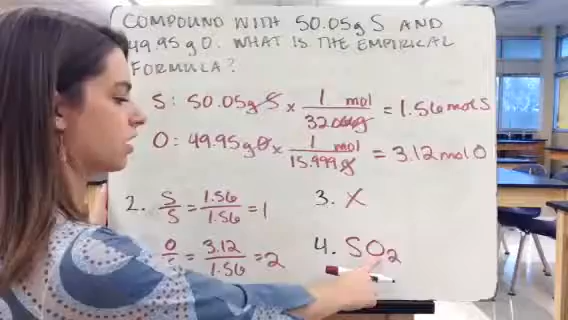 COMPOUND WITH 50.05g S AND
49.95g O. WHAT IS THE EMPIRICAL
FORMULA?
S: 50.05g S × 1 mol / 32.066g = 1.56 mol S
O: 49.95g O × 1 mol / 15.999g = 3.12 mol O
2. S/S = 1.56/1.56 = 1
O/S = 3.12/1.56 = 2
3. X
4. SO₂